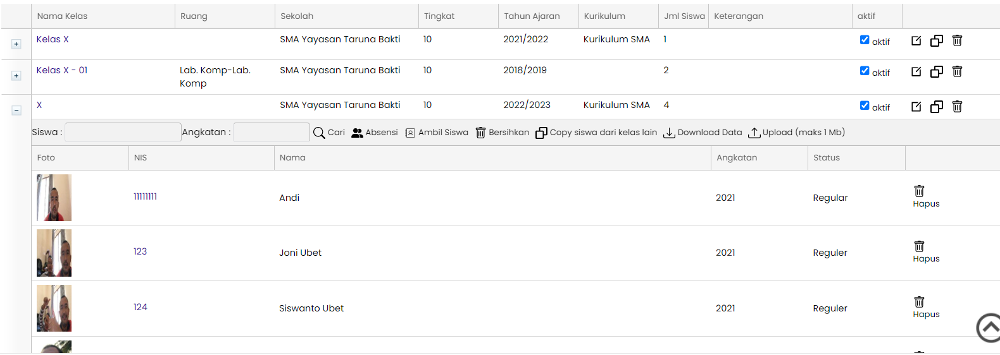 Nama Kelas Ruang Sekolah Tingkat Tahun Ajaran Kurikulum Jml Siswa Keterangan aktif
Kelas X SMA Yayasan Taruna Bakti 10 2021/2022 Kurikulum SMA 1 aktif
Kelas X - 01 Lab. Komp-Lab. SMA Yayasan Taruna Bakti 10 2018/2019 2 aktif
Komp
X SMA Yayasan Taruna Bakti 10 2022/2023 Kurikulum SMA 4 aktif
Siswa : Angkatan : Cari Absensi Ambil Siswa Bersihkan Copy siswa dari kelas lain Download Data Upload (maks 1 Mb)
Foto NIS Nama Angkatan Status
11111111 Andi 2021 Regular
Hapus
123 Joni Ubet 2021 Reguler
Hapus
124 Siswanto Ubet 2021 Reguler
Hapus